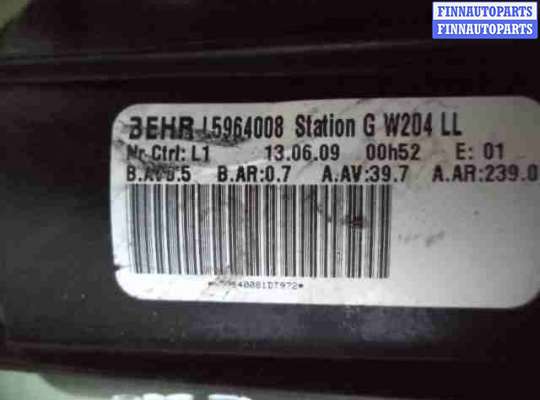 FINNAUTOPARTS
FINNAUTOPARTS
BEHR L5964008 Station G W204 LL
Nr.Ctrl: L1 13.06.09 00h52 E: 01
B.AR:0.7 A.AV:39.7 A.AR:239.0